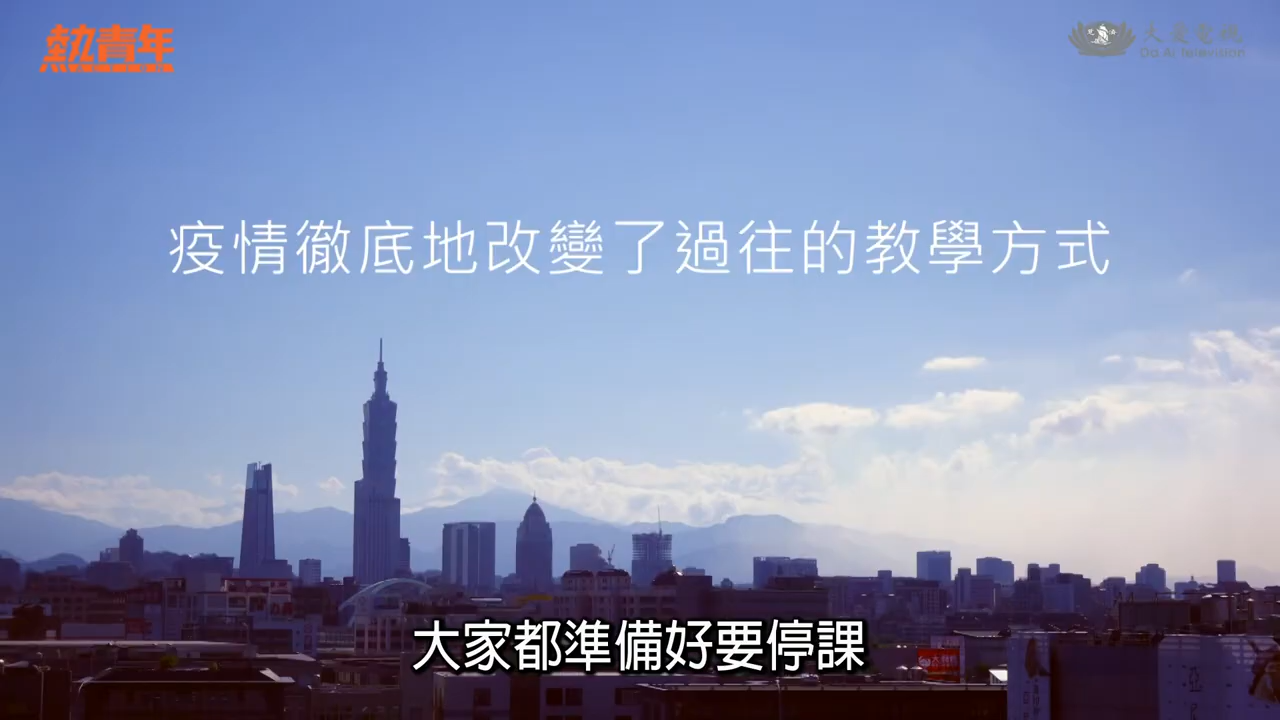 熱青年
大愛電視
Da Ai Television
疫情徹底地改變了過往的教學方式
大家都準備好要停課